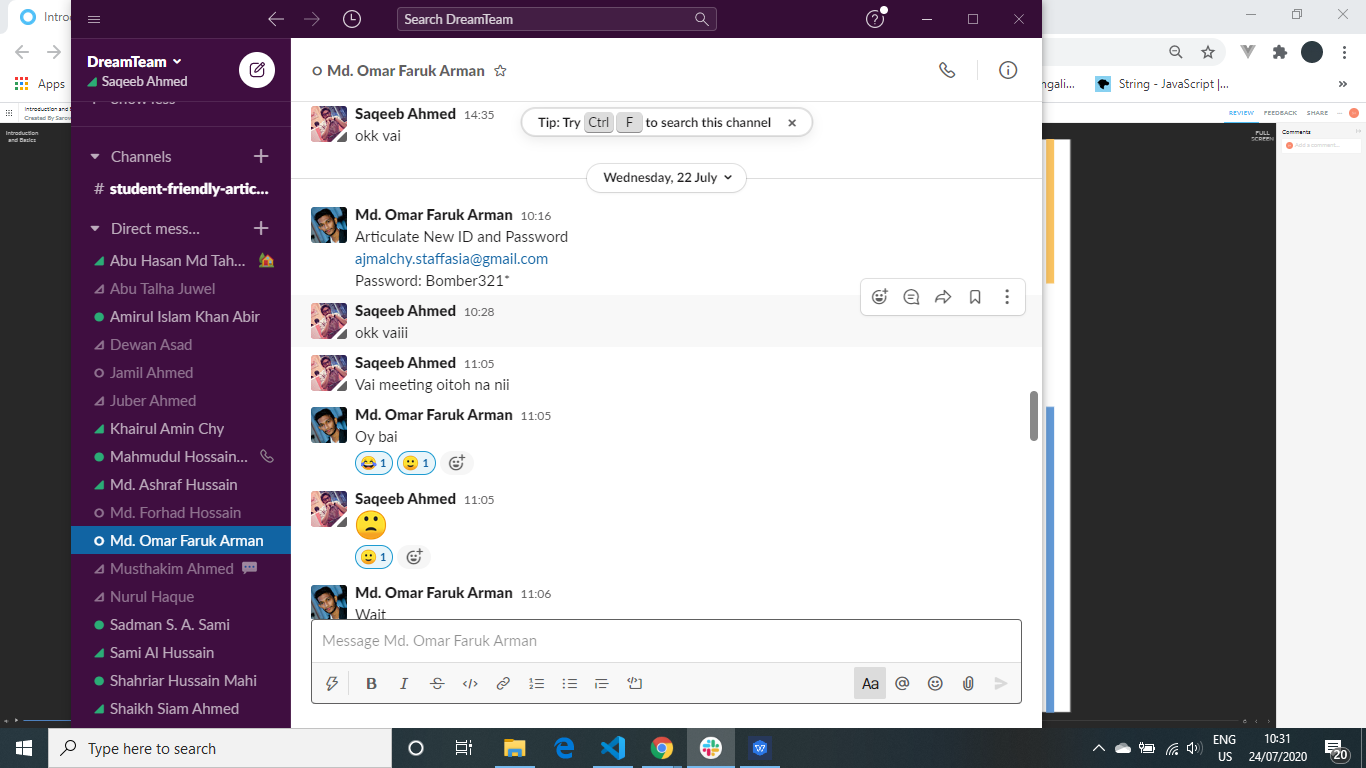 Introd
Search DreamTeam
DreamTeam
Saqeeb Ahmed
Apps
ngali...
String - JavaScript |...
»
Introduction and B
Created By Sarov
Introduction
and Basics
REVIEW FEEDBACK SHARE
FULL
SCREEN
Comments
Add a comment...
Show less
Channels
# student-friendly-artic...
Direct mess...
Abu Hasan Md Tah...
Abu Talha Juwel
Amirul Islam Khan Abir
Dewan Asad
Jamil Ahmed
Juber Ahmed
Khairul Amin Chy
Mahmudul Hossain...
Md. Ashraf Hussain
Md. Forhad Hossain
Md. Omar Faruk Arman
Musthakim Ahmed
Nurul Haque
Sadman S. A. Sami
Sami Al Hussain
Shahriar Hussain Mahi
Shaikh Siam Ahmed
Md. Omar Faruk Arman
Saqeeb Ahmed 14:35
okk vai
Tip: Try Ctrl F to search this channel
Wednesday, 22 July
Md. Omar Faruk Arman 10:16
Articulate New ID and Password
ajmalchy.staffasia@gmail.com
Password: Bomber321*
Saqeeb Ahmed 10:28
okk vaiii
Saqeeb Ahmed 11:05
Vai meeting oitoh na nii
Md. Omar Faruk Arman 11:05
Oy bai
😂 1 🙂 1
Saqeeb Ahmed 11:05
🙁
🙂 1
Md. Omar Faruk Arman 11:06
Wait
Message Md. Omar Faruk Arman
B I S </> Aa @
Type here to search
ENG
US
10:31
24/07/2020
20